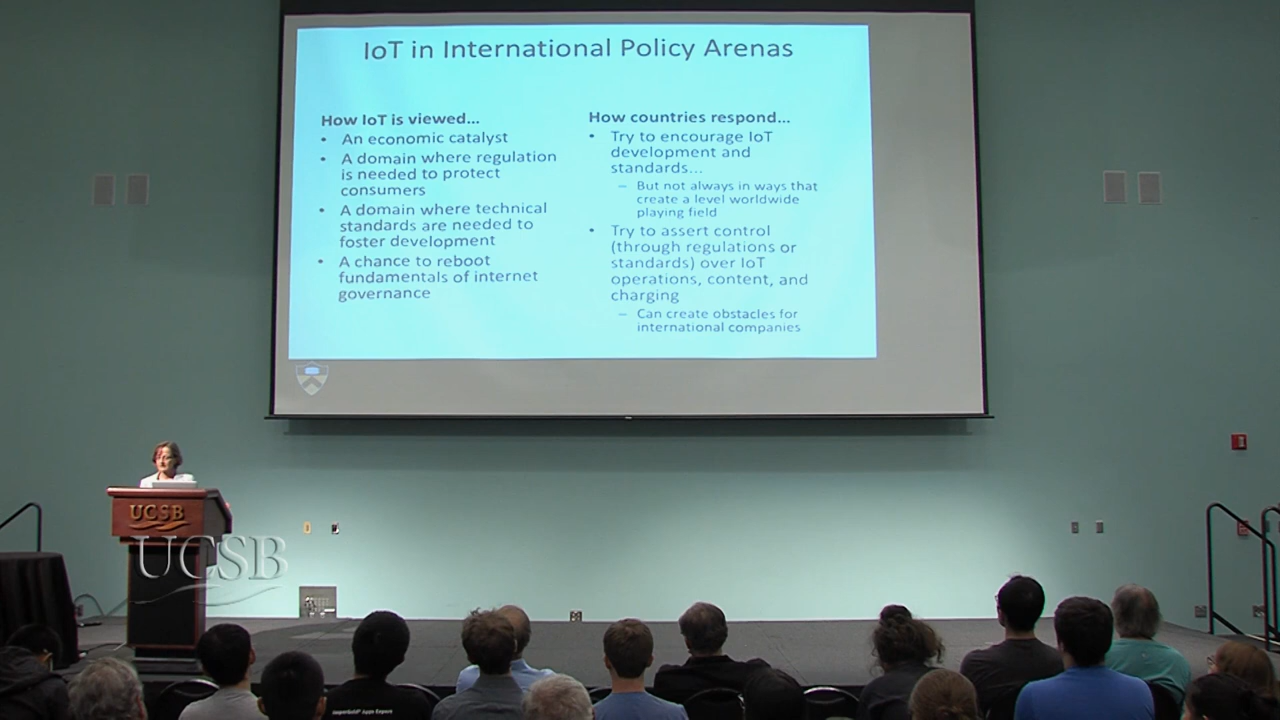 IoT in International Policy Arenas
How IoT is viewed...
• An economic catalyst
• A domain where regulation
is needed to protect
consumers
• A domain where technical
standards are needed to
foster development
• A chance to reboot
fundamentals of internet
governance
How countries respond...
• Try to encourage IoT
development and
standards...
– But not always in ways that
create a level worldwide
playing field
• Try to assert control
(through regulations or
standards) over IoT
operations, content, and
charging
– Can create obstacles for
international companies
UCSB
UCSB